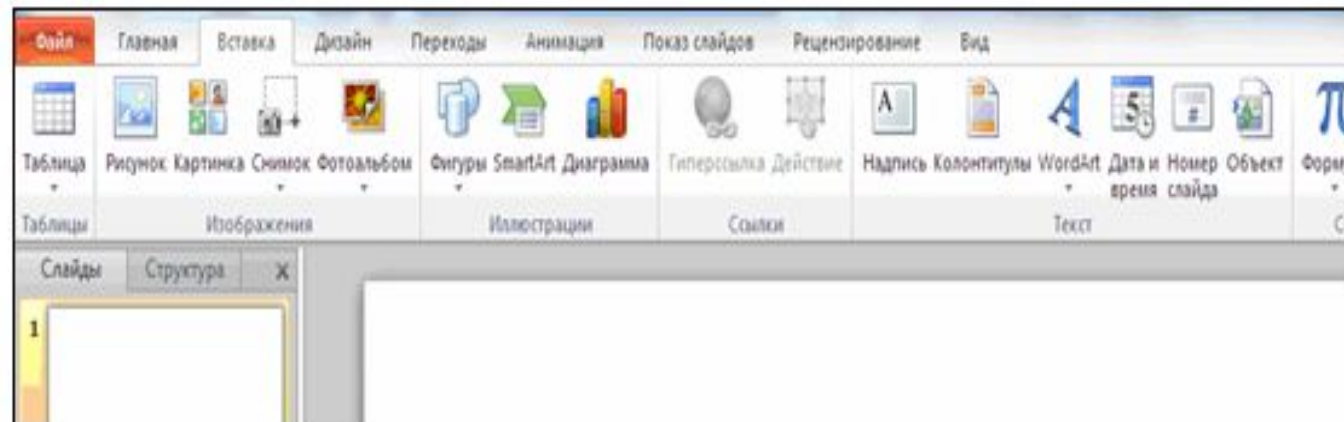 Файл Главная Вставка Дизайн Переходы Анимация Показ слайдов Рецензирование Вид
Таблица Рисунок Картинка Снимок Фотоальбом Фигуры SmartArt Диаграмма Гиперссылка Действие Надпись Колонтитулы WordArt Дата и Номер Объект
время слайда
Таблицы Изображения Иллюстрации Ссылки Текст
Слайды Структура
1